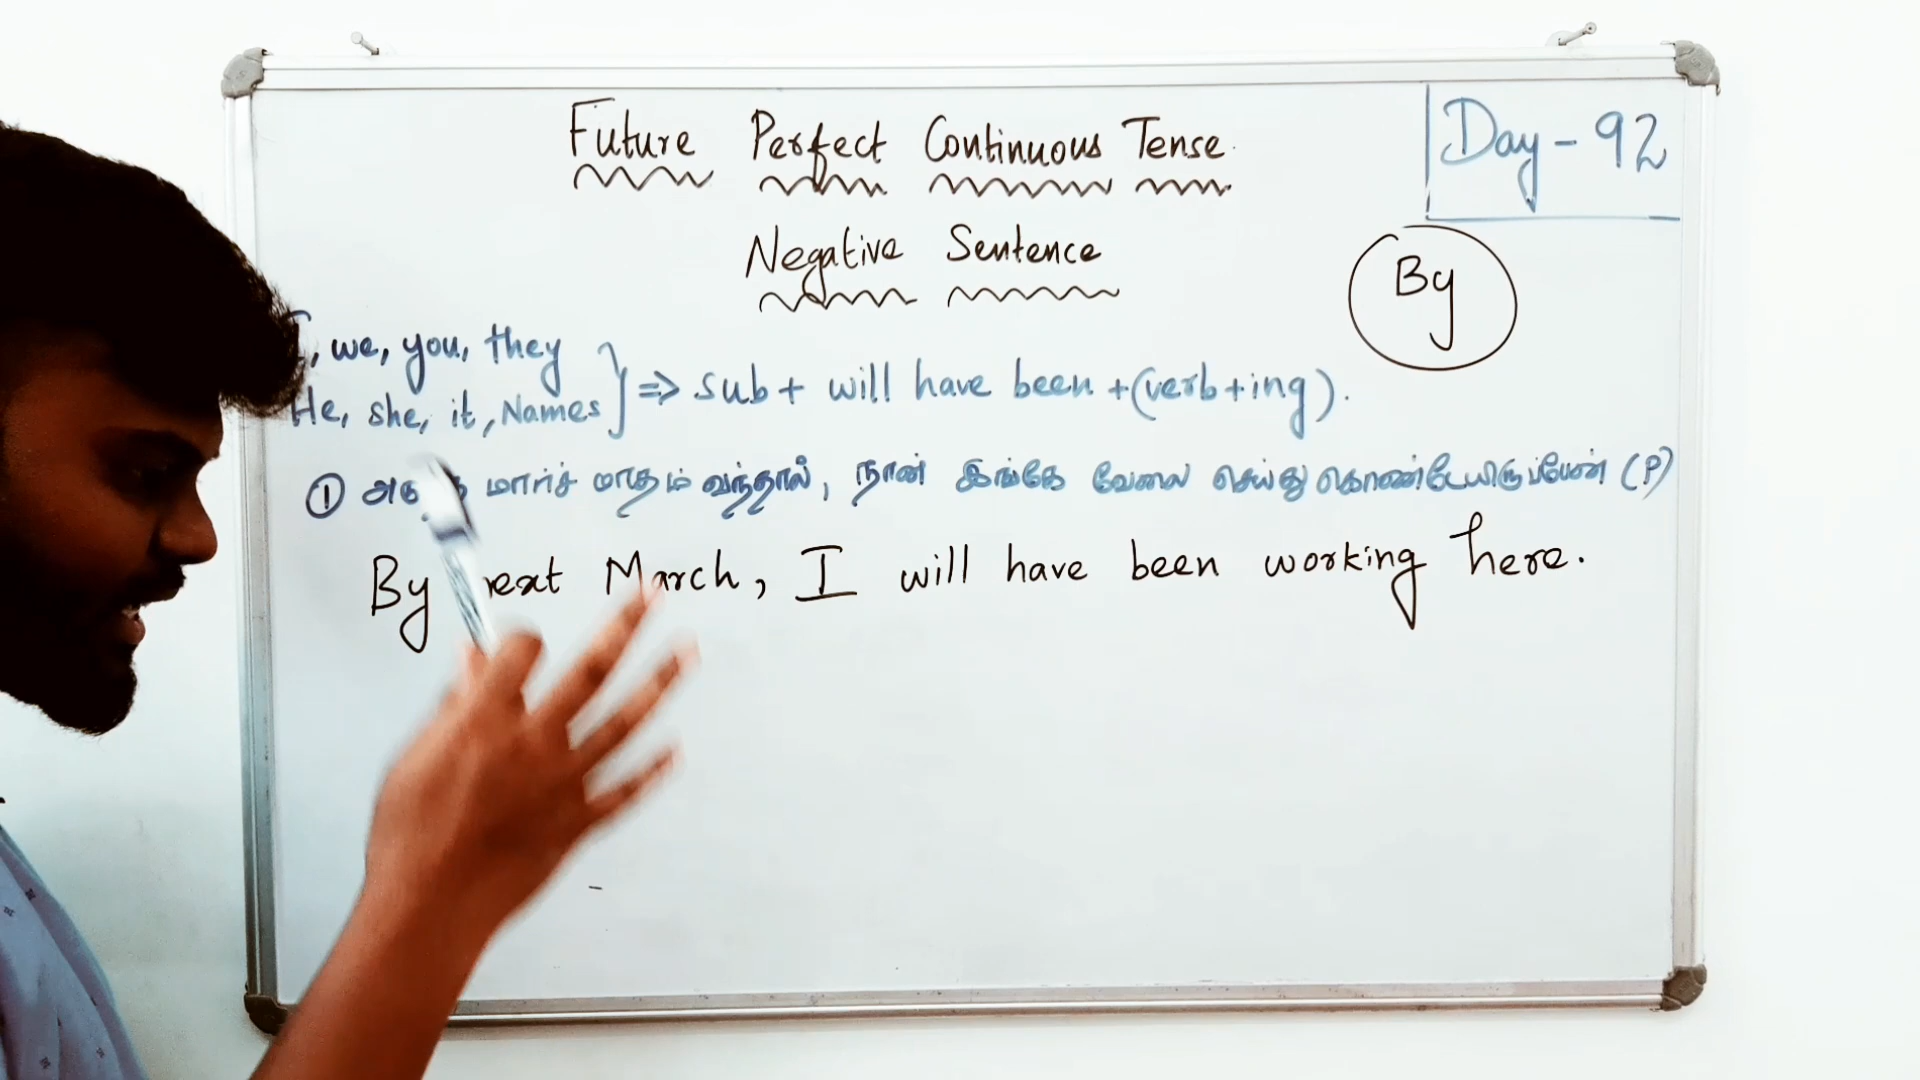 Future Perfect Continuous Tense.
Day - 92
Negative Sentence
By
we, you, they
He, she, it, Names } => sub + will have been + (verb+ing).
① மார்ச் மாதம் வந்தால், நான் இங்கே வேலை செய்து கொண்டேயிருப்பேன் (P)
By next March, I will have been working here.